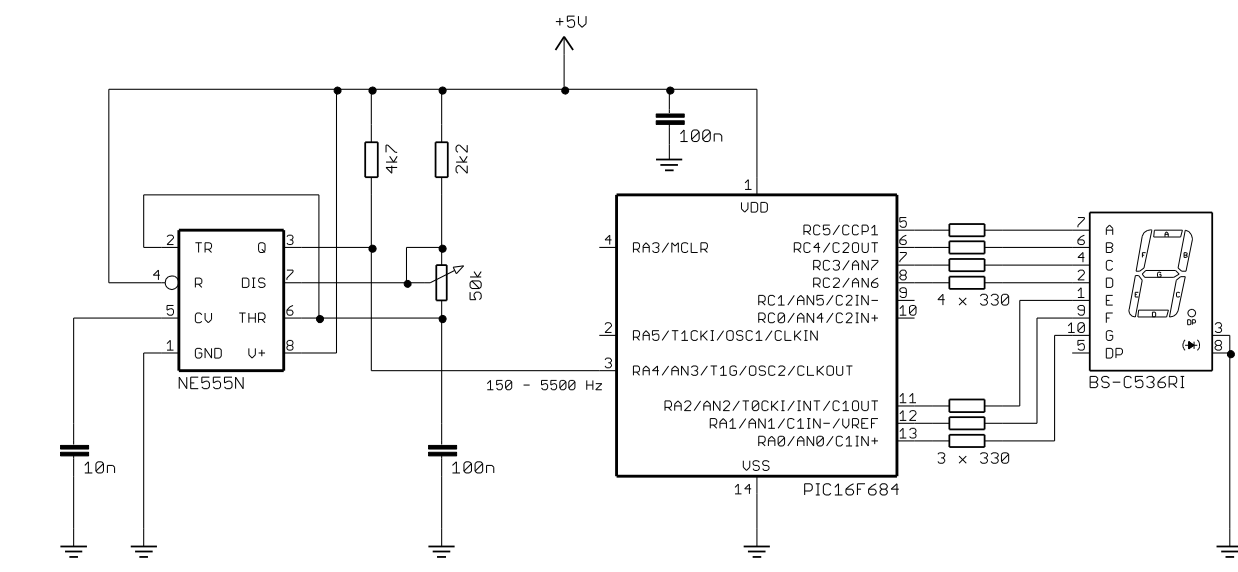 +5V
100n
4k7
2k2
1
VDD
2 TR Q 3
4 R DIS 7
5 CV THR 6
1 GND V+ 8
NE555N
50k
10n
100n
150 - 5500 Hz
4 RA3/MCLR
2 RA5/T1CKI/OSC1/CLKIN
3 RA4/AN3/T1G/OSC2/CLKOUT
RC5/CCP1 5
RC4/C2OUT 6
RC3/AN7 7
RC2/AN6 8
RC1/AN5/C2IN- 9
RC0/AN4/C2IN+ 10
RA2/AN2/T0CKI/INT/C1OUT 11
RA1/AN1/C1IN-/VREF 12
RA0/AN0/C1IN+ 13
VSS
14
PIC16F684
4 x 330
3 x 330
7 A
6 B
4 C
2 D
1 E
9 F
10 G
5 DP
A
F B
G
E C
D
DP
3
8
BS-C536RI